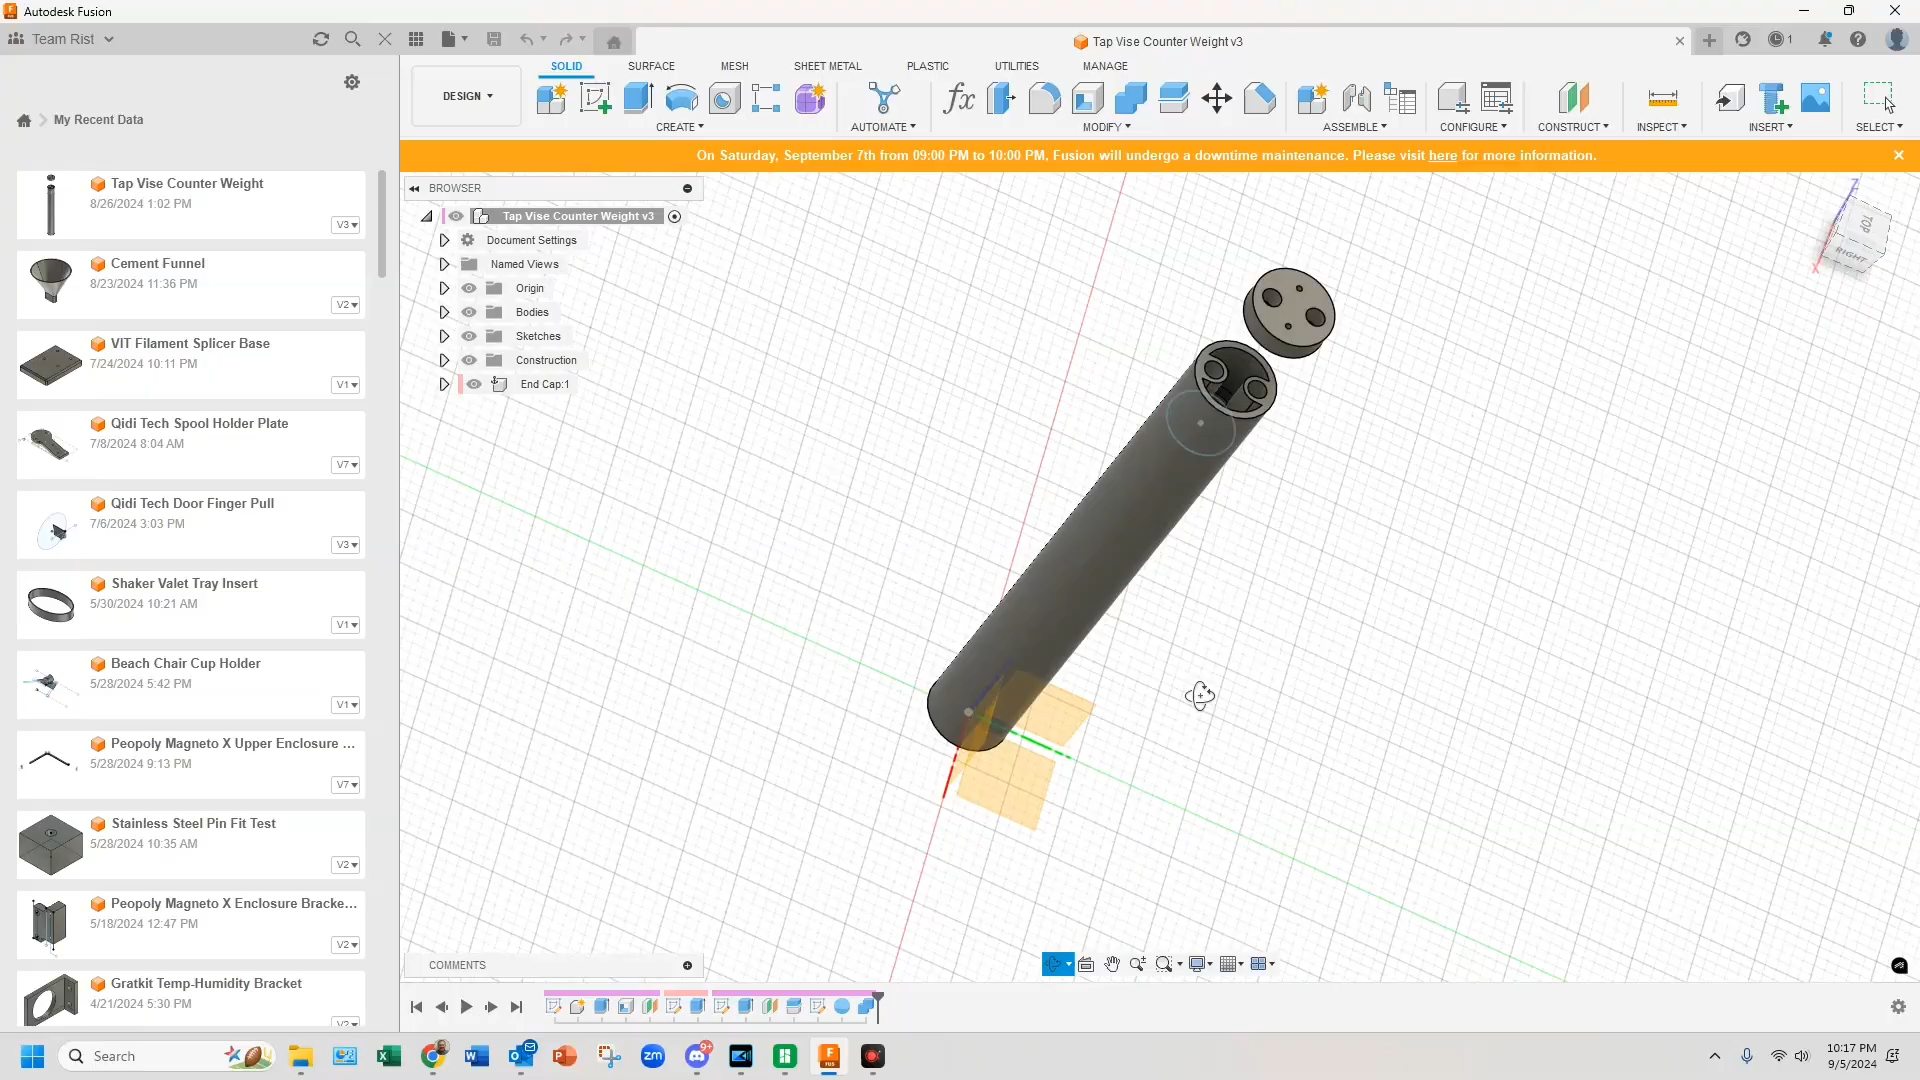 Autodesk Fusion
Team Rist
Tap Vise Counter Weight v3
1
SOLID SURFACE MESH SHEET METAL PLASTIC UTILITIES MANAGE
DESIGN
CREATE AUTOMATE MODIFY ASSEMBLE CONFIGURE CONSTRUCT INSPECT INSERT SELECT
On Saturday, September 7th from 09:00 PM to 10:00 PM, Fusion will undergo a downtime maintenance. Please visit here for more information.
My Recent Data
Tap Vise Counter Weight
8/26/2024 1:02 PM
V3
Cement Funnel
8/23/2024 11:36 PM
V2
VIT Filament Splicer Base
7/24/2024 10:11 PM
V1
Qidi Tech Spool Holder Plate
7/8/2024 8:04 AM
V7
Qidi Tech Door Finger Pull
7/6/2024 3:03 PM
V3
Shaker Valet Tray Insert
5/30/2024 10:21 AM
V1
Beach Chair Cup Holder
5/28/2024 5:42 PM
V1
Peopoly Magneto X Upper Enclosure ...
5/28/2024 9:13 PM
V7
Stainless Steel Pin Fit Test
5/28/2024 10:35 AM
V2
Peopoly Magneto X Enclosure Bracke...
5/18/2024 12:47 PM
V2
Gratkit Temp-Humidity Bracket
4/21/2024 5:30 PM
V2
BROWSER
Tap Vise Counter Weight v3
Document Settings
Named Views
Origin
Bodies
Sketches
Construction
End Cap:1
Z
TOP
RIGHT
X
COMMENTS
Search
9+
10:17 PM
9/5/2024